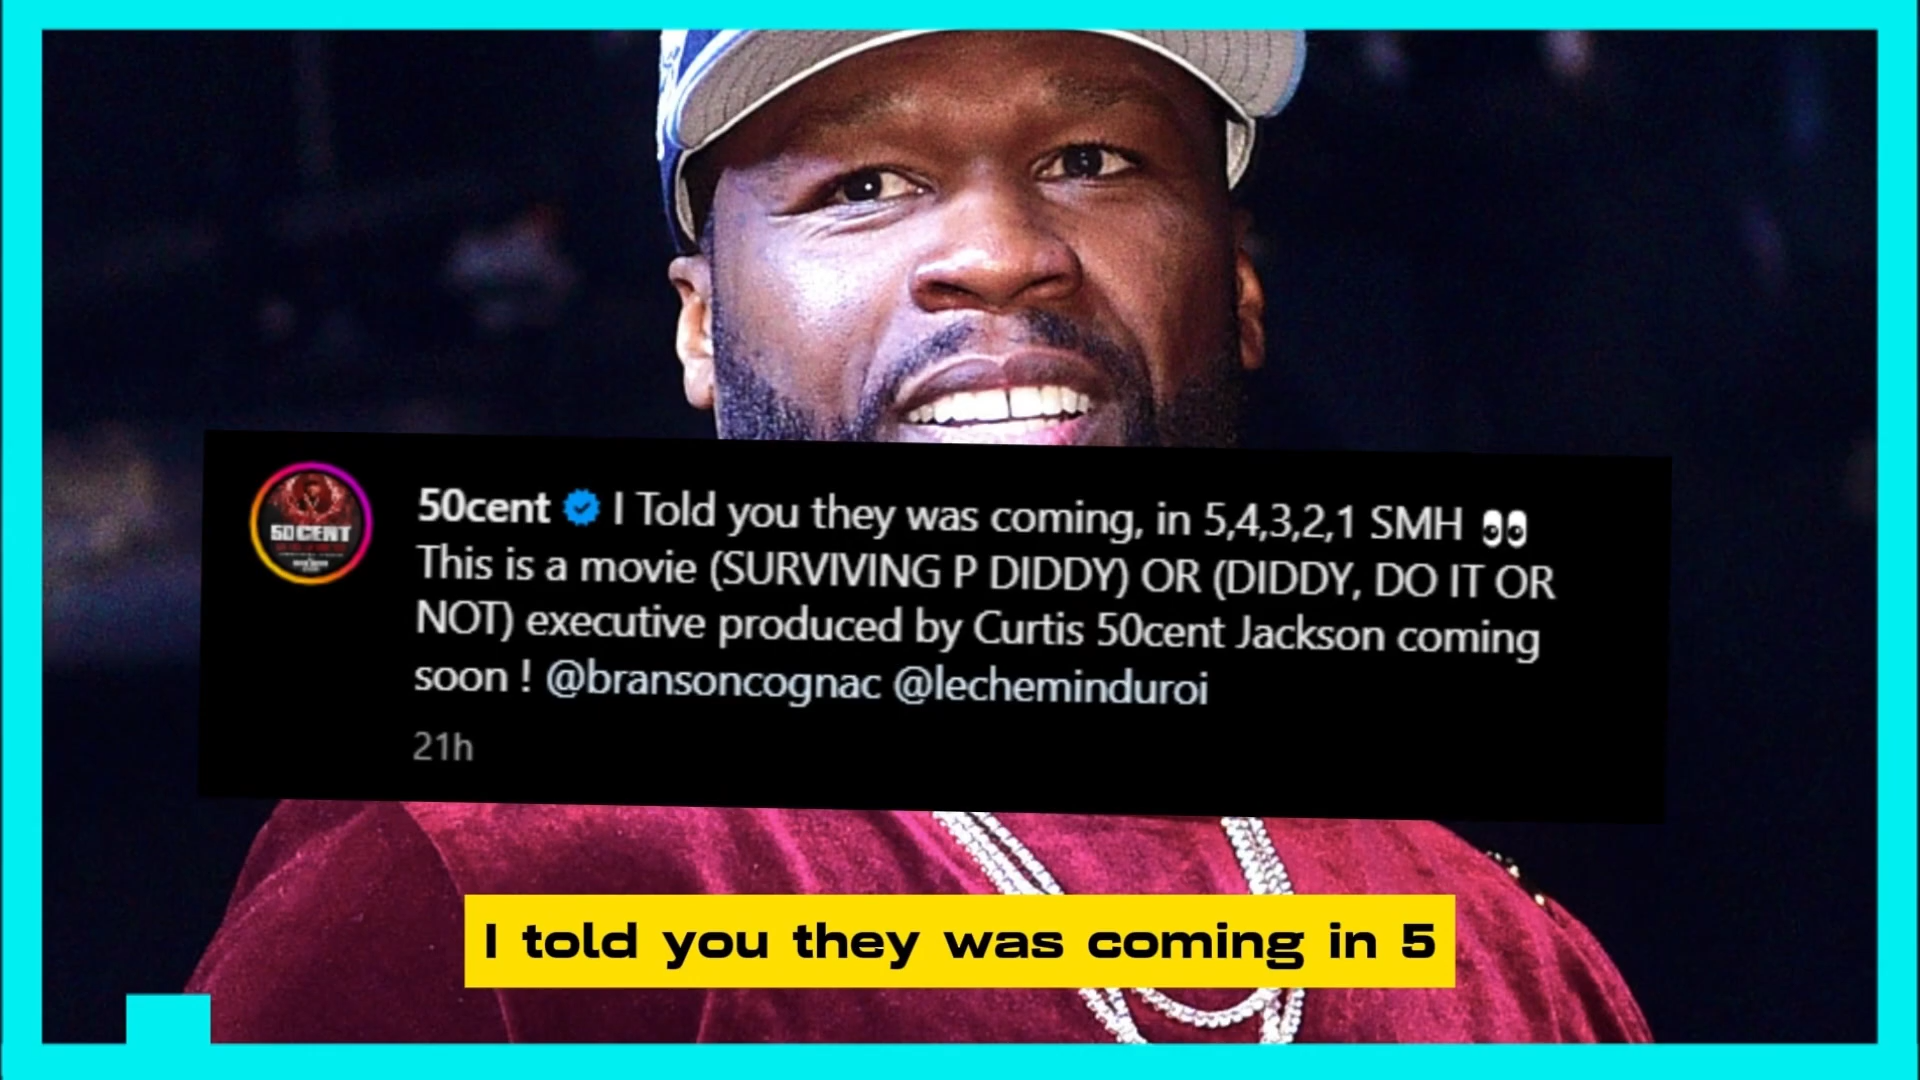 50CENT
50cent I Told you they was coming, in 5,4,3,2,1 SMH 👀
This is a movie (SURVIVING P DIDDY) OR (DIDDY, DO IT OR
NOT) executive produced by Curtis 50cent Jackson coming
soon ! @bransoncognac @lecheminduroi
21h
I told you they was coming in 5